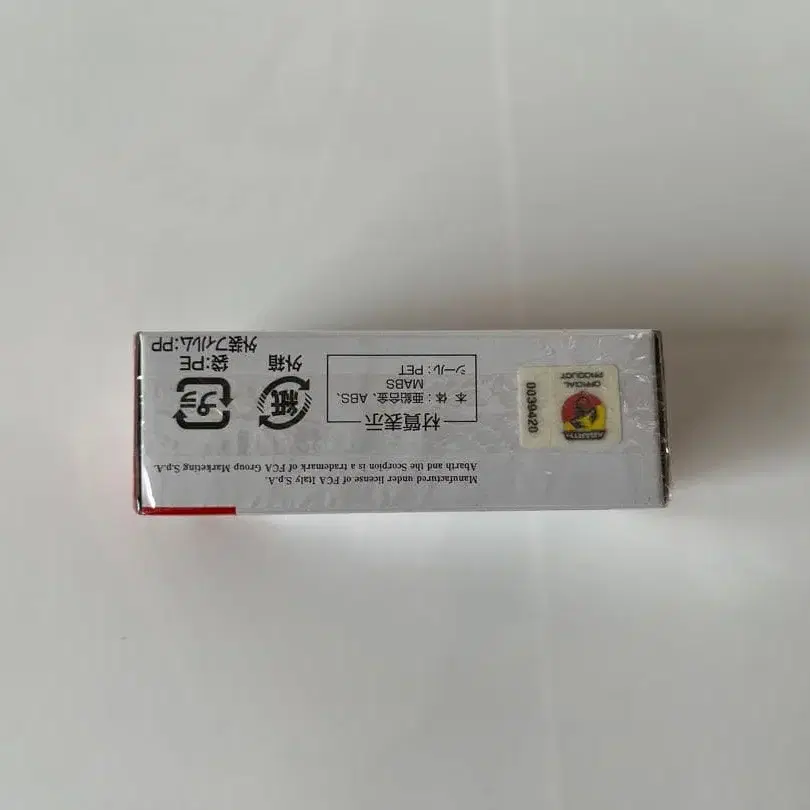 ABARTH
OFFICIAL
PRODUCT
0039420
Manufactured under license of FCA Italy S.p.A.
Abarth and the Scorpion is a trademark of FCA Group Marketing S.p.A.
材質表示
本 体：亜鉛合金、ABS、
MABS
シール：PET
紙
外箱
プラ
袋:PE
外装フィルム:PP